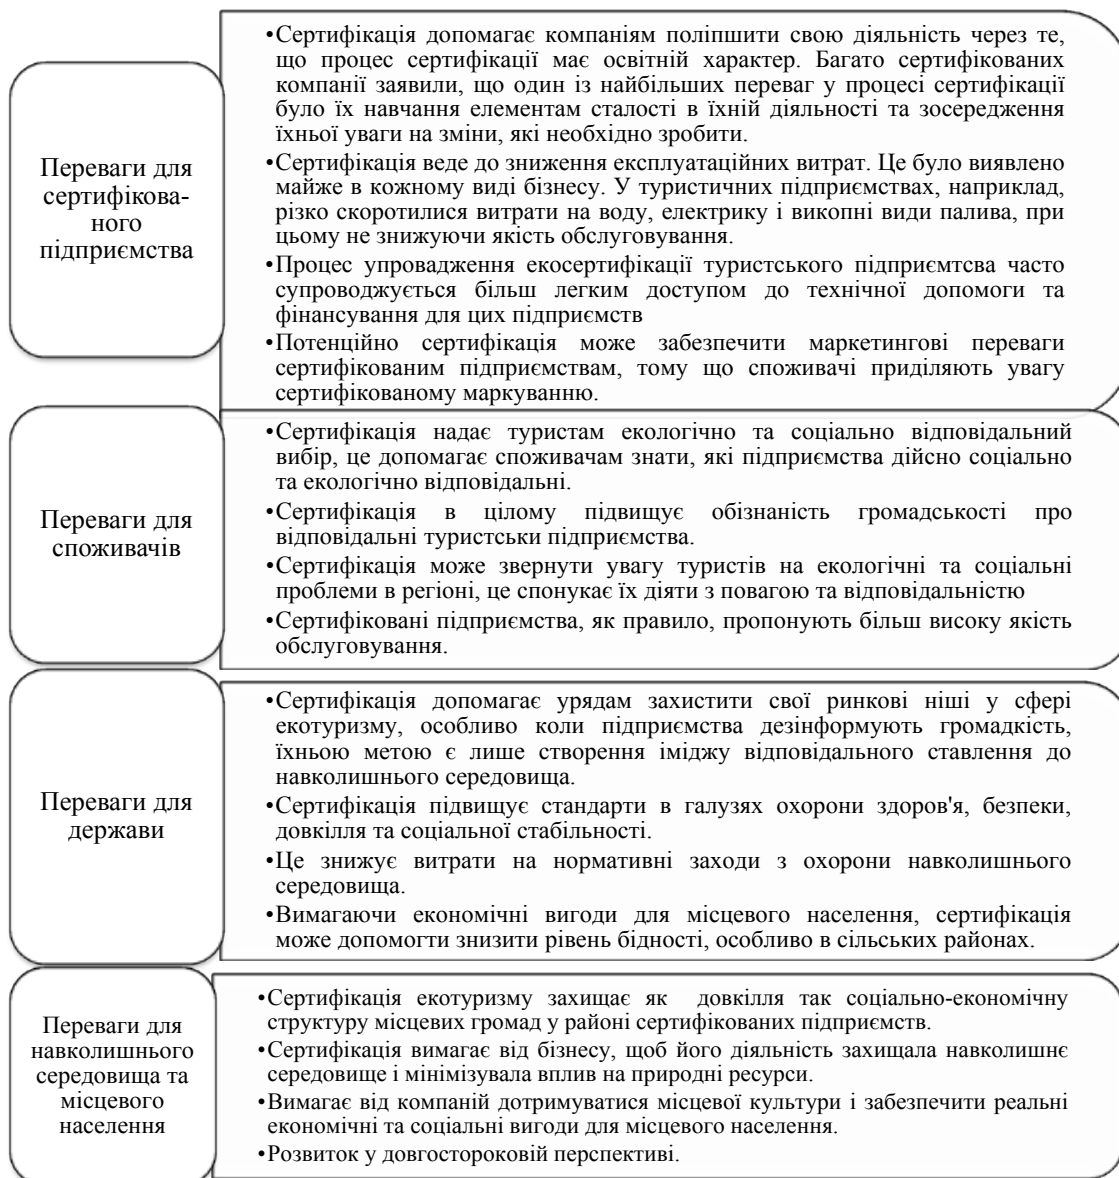 Переваги для
сертифікова-
ного
підприємства
•Сертифікація допомагає компаніям поліпшити свою діяльність через те,
що процес сертифікації має освітній характер. Багато сертифікованих
компанії заявили, що один із найбільших переваг у процесі сертифікації
було їх навчання елементам сталості в їхній діяльності та зосередження
їхньої уваги на зміни, які необхідно зробити.
•Сертифікація веде до зниження експлуатаційних витрат. Це було виявлено
майже в кожному виді бізнесу. У туристичних підприємствах, наприклад,
різко скоротилися витрати на воду, електрику і викопні види палива, при
цьому не знижуючи якість обслуговування.
•Процес упровадження екосертифікації туристського підприємтсва часто
супроводжується більш легким доступом до технічної допомоги та
фінансування для цих підприємств
•Потенційно сертифікація може забезпечити маркетингові переваги
сертифікованим підприємствам, тому що споживачі приділяють увагу
сертифікованому маркуванню.
Переваги для
споживачів
•Сертифікація надає туристам екологічно та соціально відповідальний
вибір, це допомагає споживачам знати, які підприємства дійсно соціально
та екологічно відповідальні.
•Сертифікація в цілому підвищує обізнаність громадськості про
відповідальні туристськи підприємства.
•Сертифікація може звернути увагу туристів на екологічні та соціальні
проблеми в регіоні, це спонукає їх діяти з повагою та відповідальністю
•Сертифіковані підприємства, як правило, пропонують більш високу якість
обслуговування.
Переваги для
держави
•Сертифікація допомагає урядам захистити свої ринкові ніші у сфері
екотуризму, особливо коли підприємства дезінформують громадкість,
їхньою метою є лише створення іміджу відповідального ставлення до
навколишнього середовища.
•Сертифікація підвищує стандарти в галузях охорони здоров'я, безпеки,
довкілля та соціальної стабільності.
•Це знижує витрати на нормативні заходи з охорони навколишнього
середовища.
•Вимагаючи економічні вигоди для місцевого населення, сертифікація
може допомогти знизити рівень бідності, особливо в сільських районах.
Переваги для
навколишнього
середовища та
місцевого
населення
•Сертифікація екотуризму захищає як довкілля так соціально-економічну
структуру місцевих громад у районі сертифікованих підприємств.
•Сертифікація вимагає від бізнесу, щоб його діяльність захищала навколишнє
середовище і мінімізувала вплив на природні ресурси.
•Вимагає від компаній дотримуватися місцевої культури і забезпечити реальні
економічні та соціальні вигоди для місцевого населення.
•Розвиток у довгостороковій перспективі.